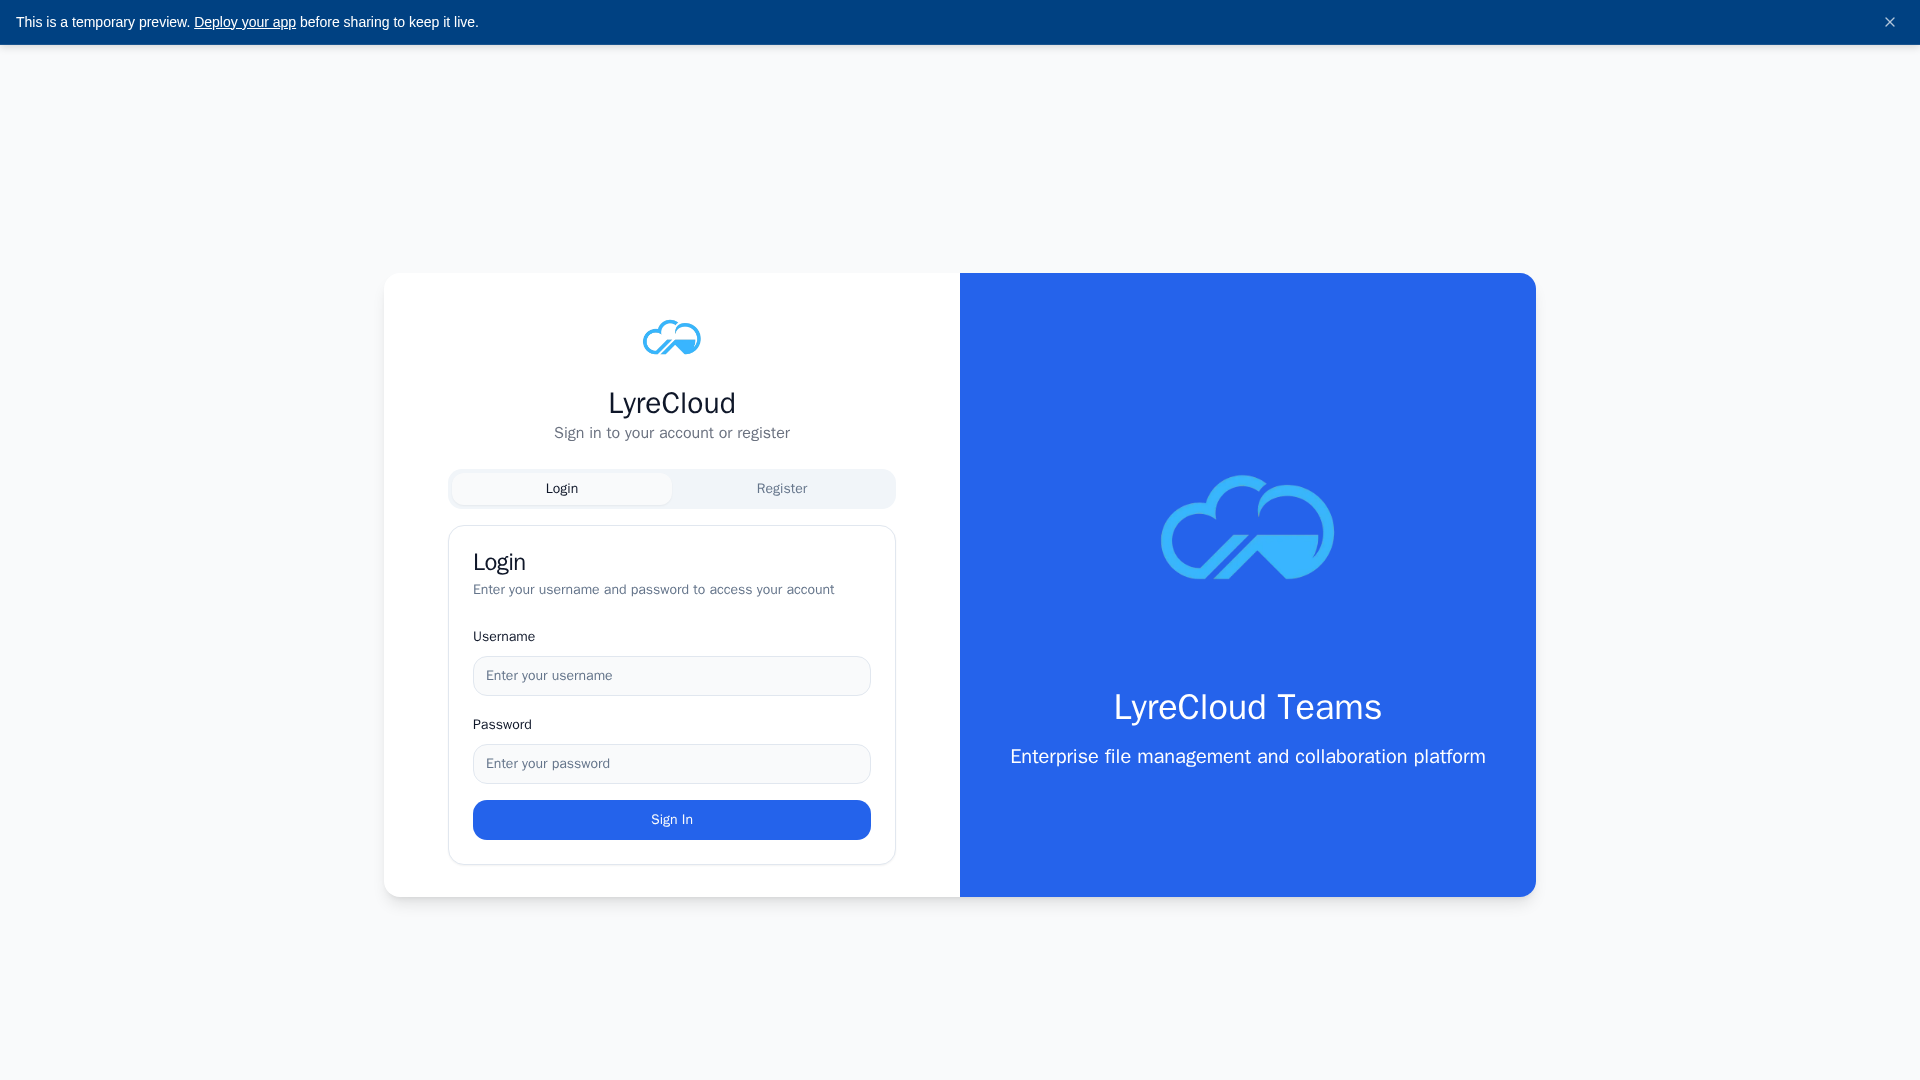 This is a temporary preview. Deploy your app before sharing to keep it live.
LyreCloud
Sign in to your account or register
Login
Register
Login
Enter your username and password to access your account
Username
Enter your username
Password
Enter your password
Sign In
LyreCloud Teams
Enterprise file management and collaboration platform